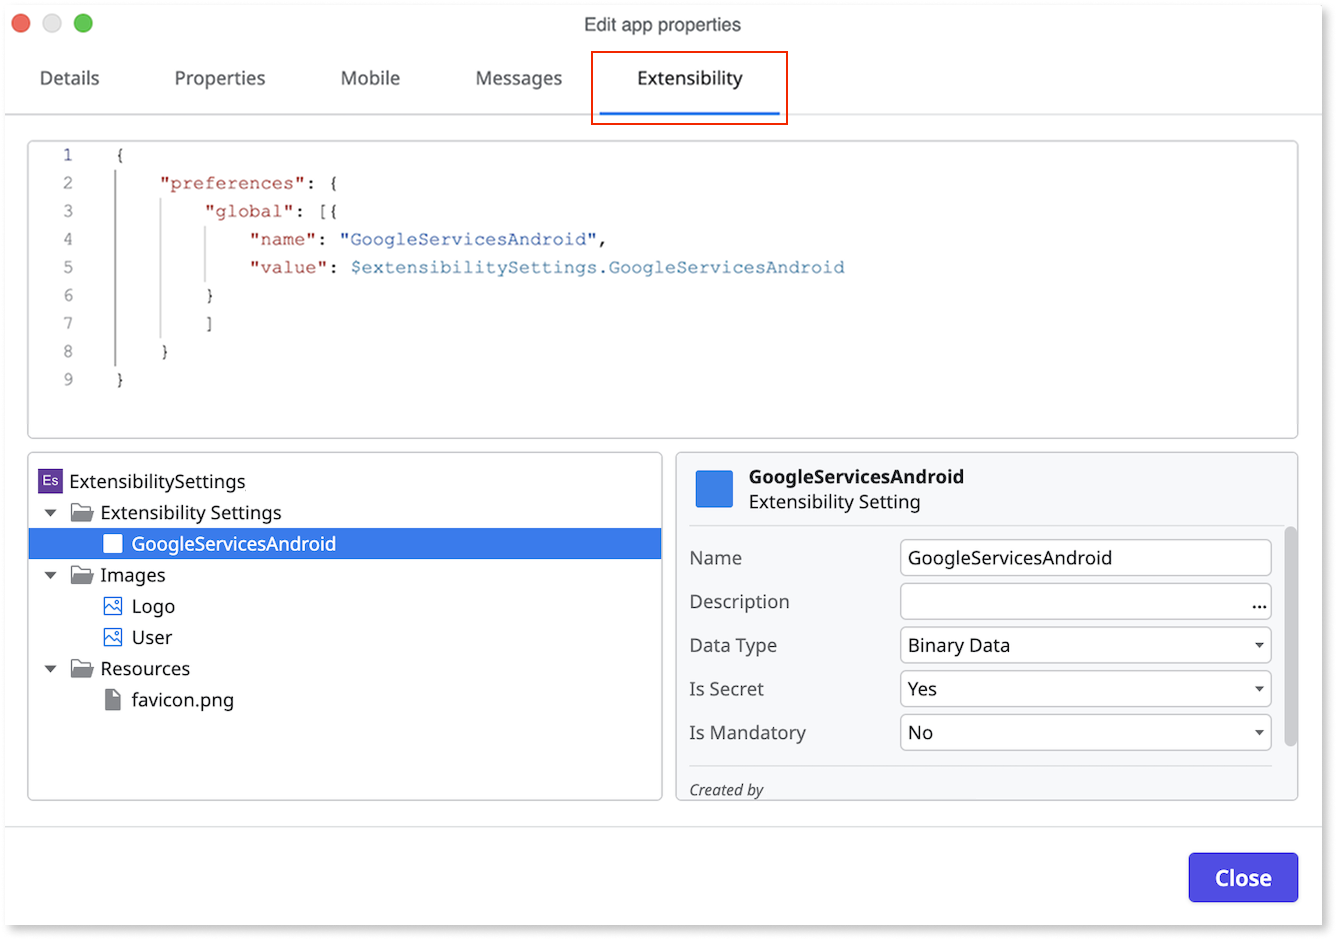 Edit app properties
Details Properties Mobile Messages Extensibility
1 {
2 "preferences": {
3 "global": [{
4 "name": "GoogleServicesAndroid",
5 "value": $extensibilitySettings.GoogleServicesAndroid
6 }
7 ]
8 }
9 }
Es ExtensibilitySettings
Extensibility Settings
GoogleServicesAndroid
Images
Logo
User
Resources
favicon.png
GoogleServicesAndroid
Extensibility Setting
Name GoogleServicesAndroid
Description ...
Data Type Binary Data
Is Secret Yes
Is Mandatory No
Created by
Close